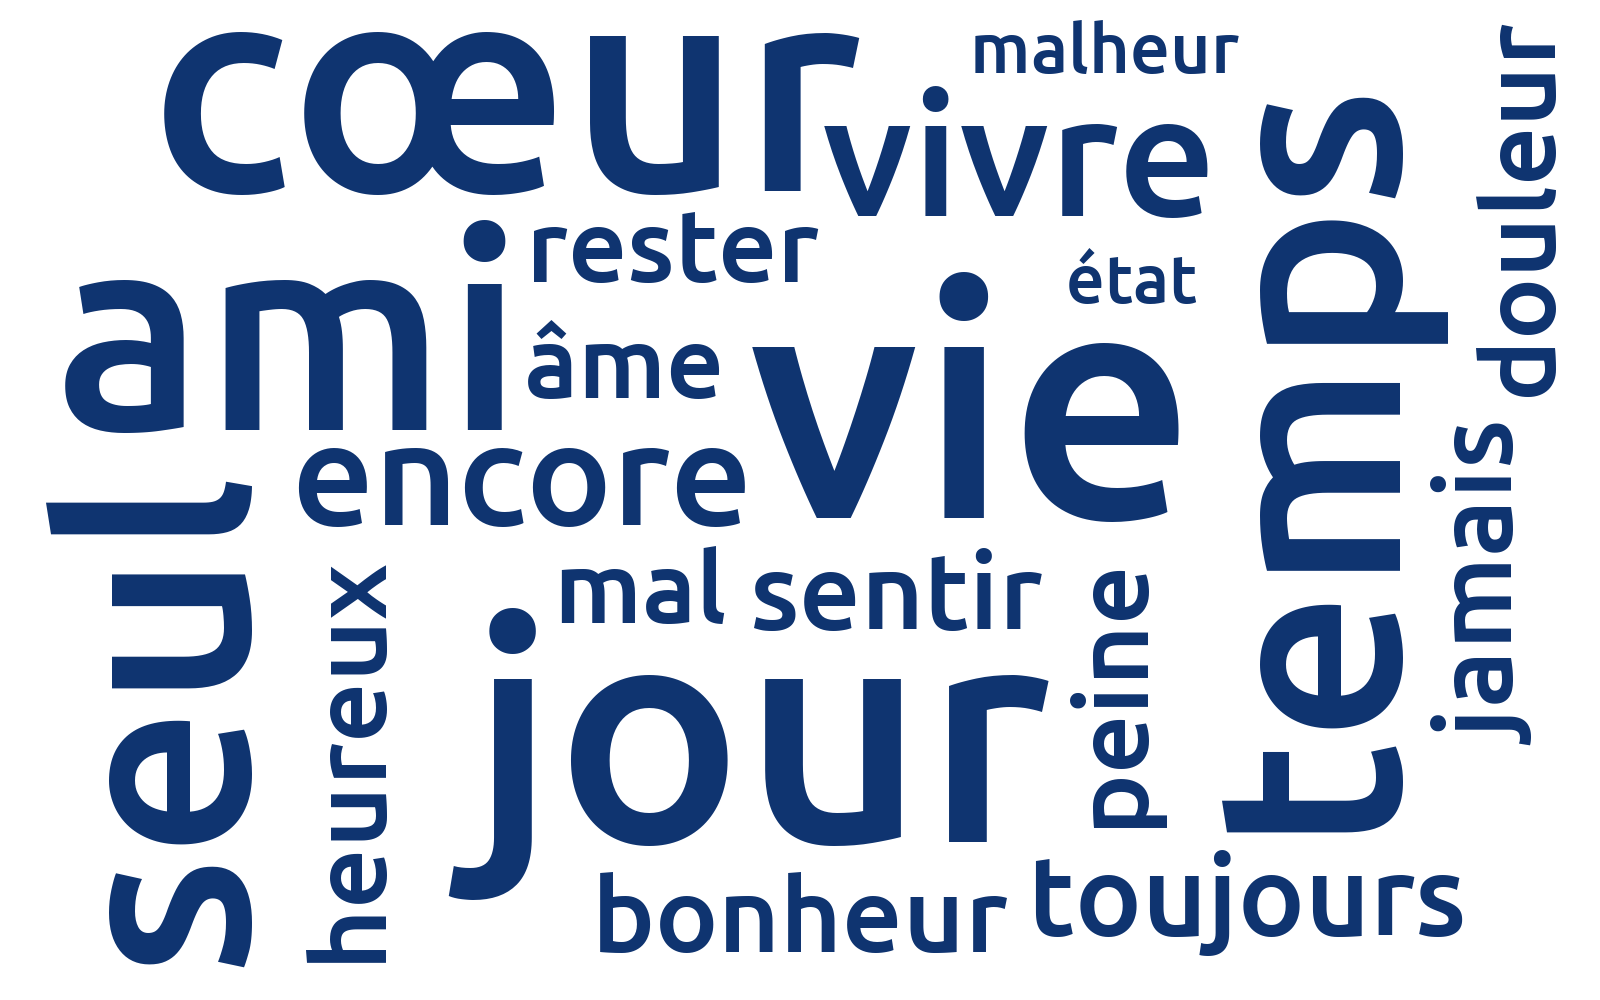 cœur
malheur
vivre
temps
douleur
rester
ami
état
âme
vie
encore
jamais
seul
mal
sentir
heureux
peine
jour
toujours
bonheur